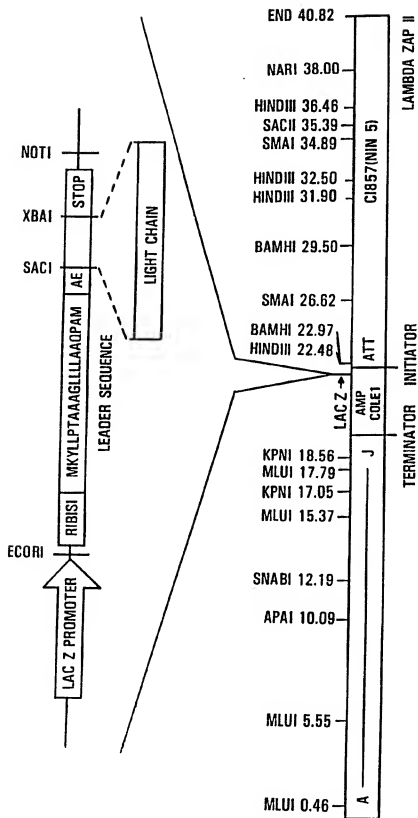 END 40.82
NARI 38.00
HINDIII 36.46
SACII 35.39
SMAI 34.89
HINDIII 32.50
HINDIII 31.90
BAMHI 29.50
SMAI 26.62
BAMHI 22.97
HINDIII 22.48
LAC Z
KPNI 18.56
MLUI 17.79
KPNI 17.05
MLUI 15.37
SNABI 12.19
APAI 10.09
MLUI 5.55
MLUI 0.46
LAMBDA ZAP II
CI857(NIN 5)
ATT
INITIATOR
AMP
COLE1
TERMINATOR
J
A
NOTI
STOP
XBAI
SACI
AE
LIGHT CHAIN
MKYLLPTAAAGLLLLAAQPAM
LEADER SEQUENCE
RIBISI
ECORI
LAC Z PROMOTER